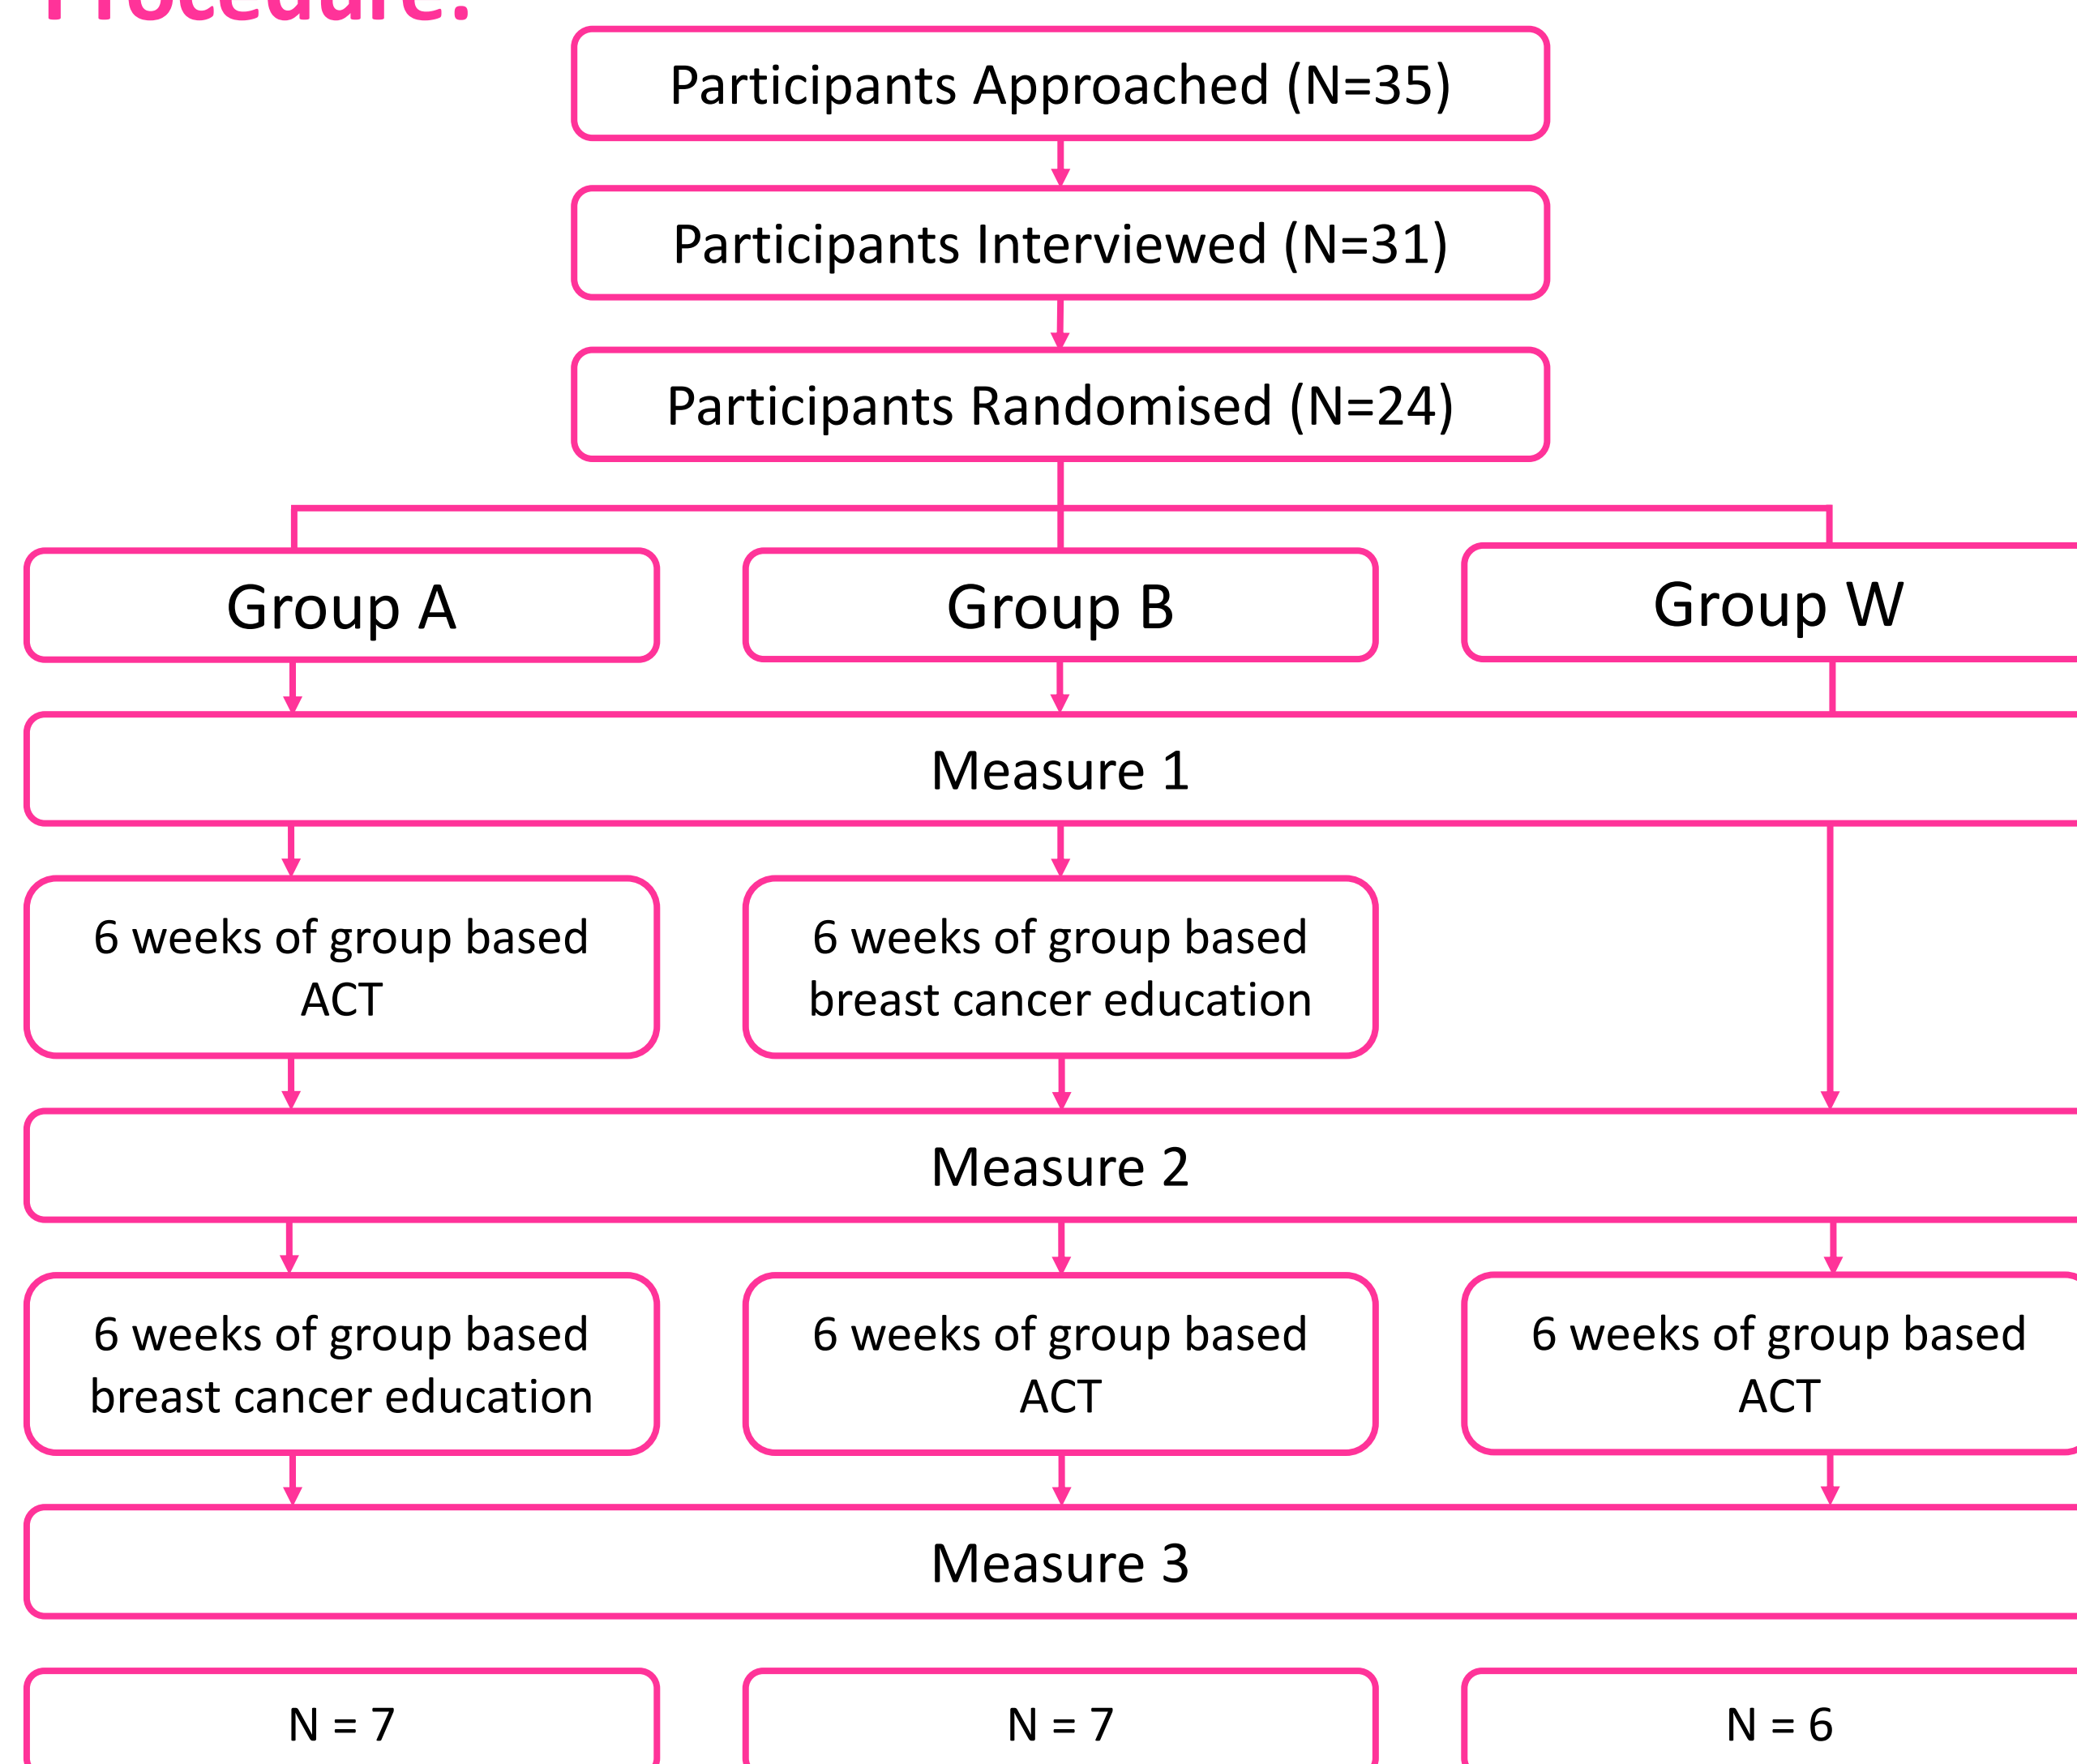 Procedure:
Participants Approached (N=35)
Participants Interviewed (N=31)
Participants Randomised (N=24)
Group A
Group B
Group W
Measure 1
6 weeks of group based
ACT
6 weeks of group based
breast cancer education
Measure 2
6 weeks of group based
breast cancer education
6 weeks of group based
ACT
6 weeks of group based
ACT
Measure 3
N = 7
N = 7
N = 6